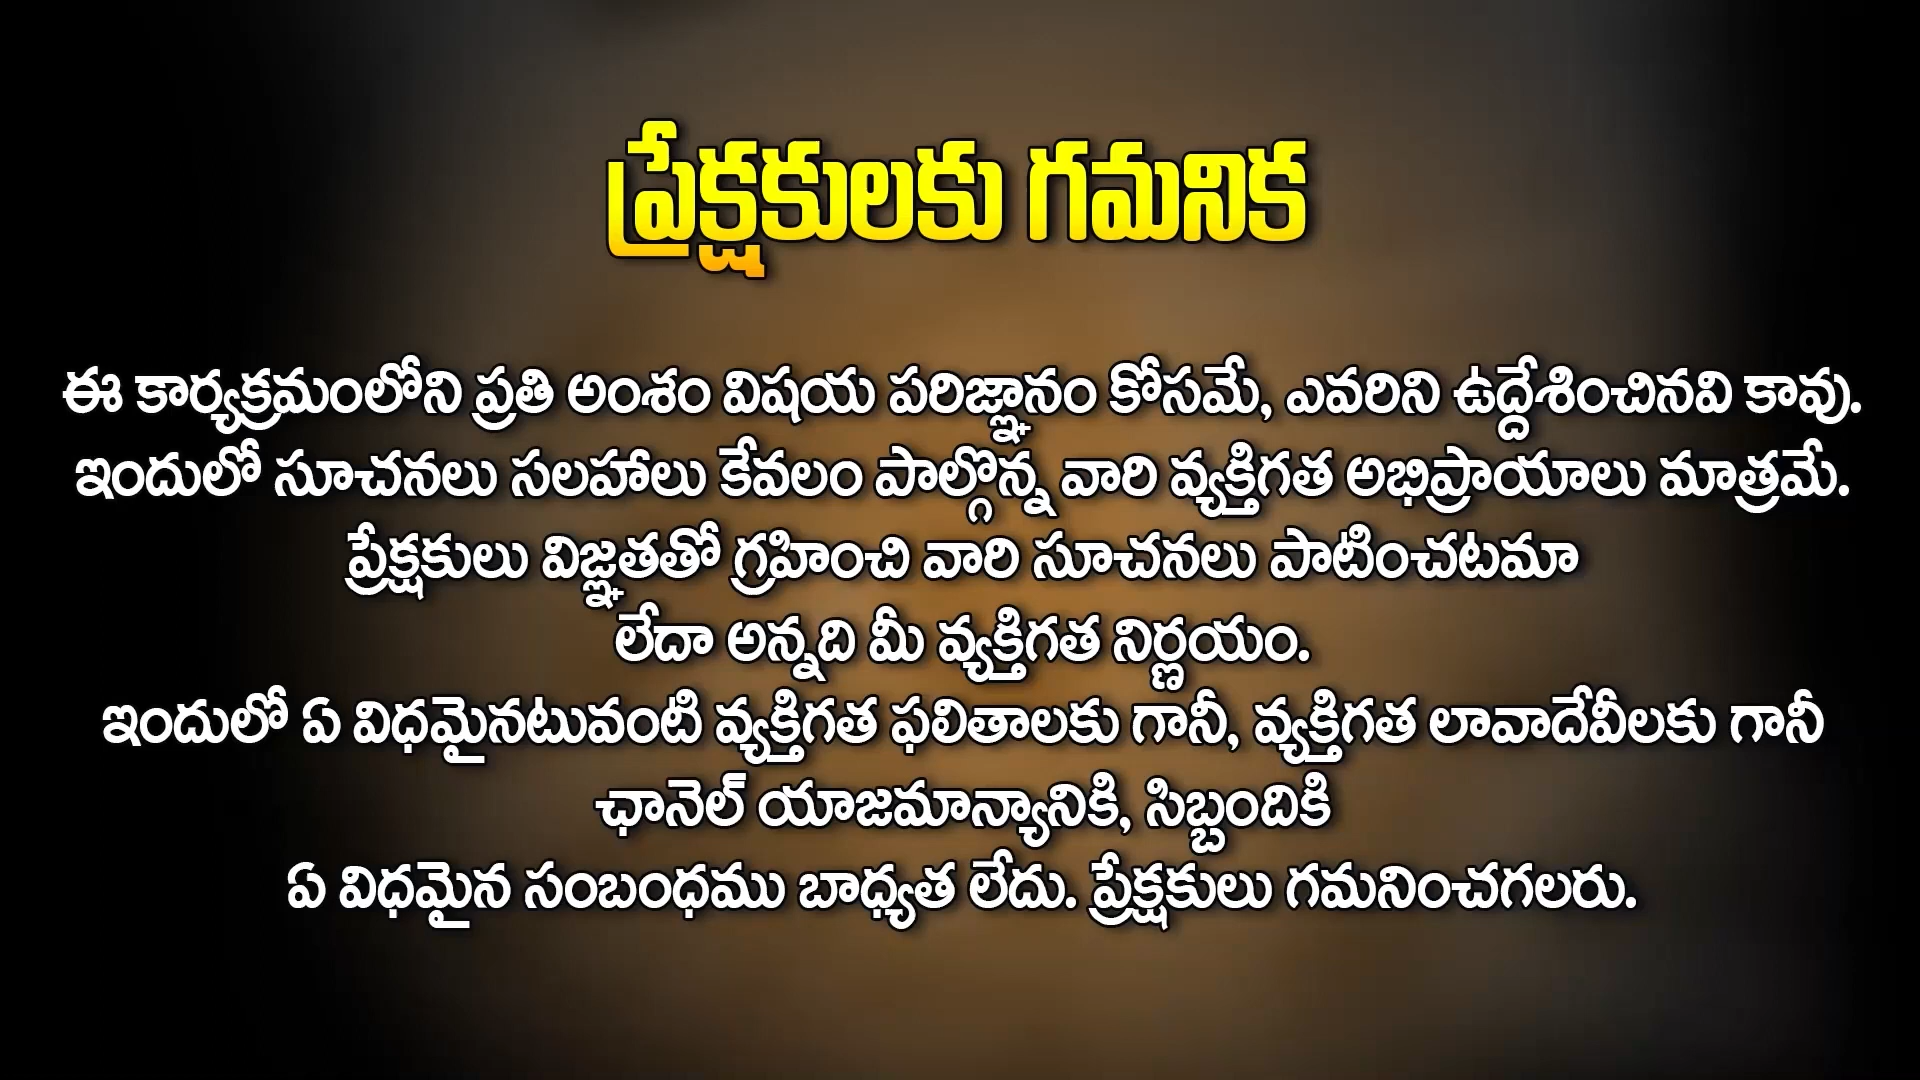 ప్రేక్షకులకు గమనిక
ఈ కార్యక్రమంలోని ప్రతి అంశం విషయ పరిజ్ఞానం కోసమే, ఎవరిని ఉద్దేశించినవి కావు.
ఇందులో సూచనలు సలహాలు కేవలం పాల్గొన్న వారి వ్యక్తిగత అభిప్రాయాలు మాత్రమే.
ప్రేక్షకులు విజ్ఞతతో గ్రహించి వారి సూచనలు పాటించటమా
లేదా అన్నది మీ వ్యక్తిగత నిర్ణయం.
ఇందులో ఏ విధమైనటువంటి వ్యక్తిగత ఫలితాలకు గానీ, వ్యక్తిగత లావాదేవీలకు గానీ
ఛానెల్ యాజమాన్యానికి, సిబ్బందికి
ఏ విధమైన సంబంధము బాధ్యత లేదు. ప్రేక్షకులు గమనించగలరు.